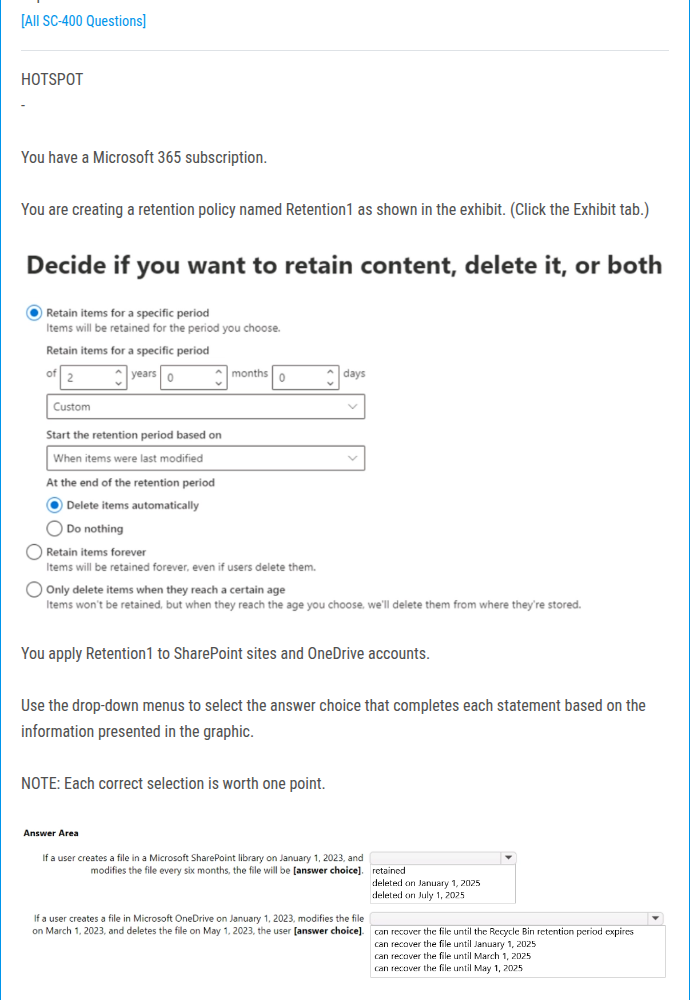 [All SC-400 Questions]
HOTSPOT
-
You have a Microsoft 365 subscription.
You are creating a retention policy named Retention1 as shown in the exhibit. (Click the Exhibit tab.)
Decide if you want to retain content, delete it, or both
Retain items for a specific period
Items will be retained for the period you choose.
Retain items for a specific period
of 2 years 0 months 0 days
Custom
Start the retention period based on
When items were last modified
At the end of the retention period
Delete items automatically
Do nothing
Retain items forever
Items will be retained forever, even if users delete them.
Only delete items when they reach a certain age
Items won't be retained, but when they reach the age you choose, we'll delete them from where they're stored.
You apply Retention1 to SharePoint sites and OneDrive accounts.
Use the drop-down menus to select the answer choice that completes each statement based on the
information presented in the graphic.
NOTE: Each correct selection is worth one point.
Answer Area
If a user creates a file in a Microsoft SharePoint library on January 1, 2023, and
modifies the file every six months, the file will be [answer choice].
retained
deleted on January 1, 2025
deleted on July 1, 2025
If a user creates a file in Microsoft OneDrive on January 1, 2023, modifies the file
on March 1, 2023, and deletes the file on May 1, 2023, the user [answer choice].
can recover the file until the Recycle Bin retention period expires
can recover the file until January 1, 2025
can recover the file until March 1, 2025
can recover the file until May 1, 2025